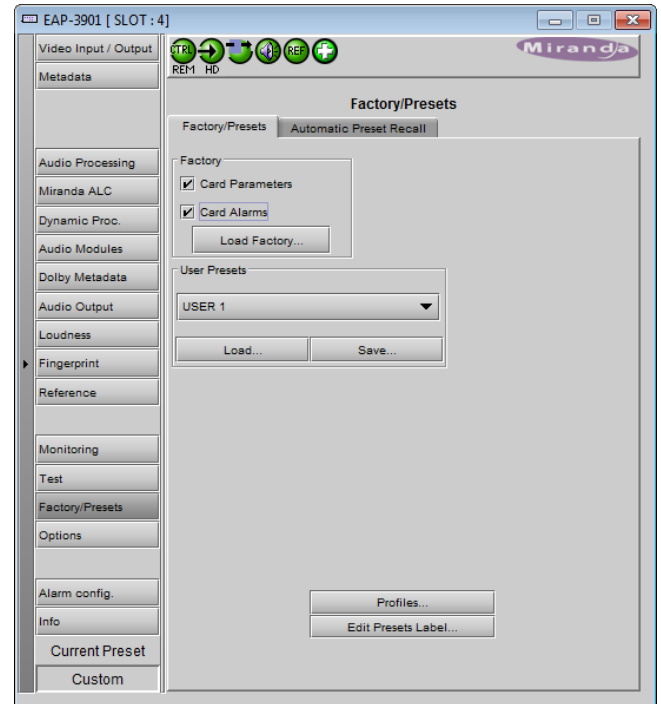 EAP-3901 [ SLOT : 4]
Video Input / Output
Metadata
Audio Processing
Miranda ALC
Dynamic Proc.
Audio Modules
Dolby Metadata
Audio Output
Loudness
Fingerprint
Reference
Monitoring
Test
Factory/Presets
Options
Alarm config.
Info
Current Preset
Custom
CTRL REF
REM HD
Miranda
Factory/Presets
Factory/Presets Automatic Preset Recall
Factory
Card Parameters
Card Alarms
Load Factory...
User Presets
USER 1
Load... Save...
Profiles...
Edit Presets Label...